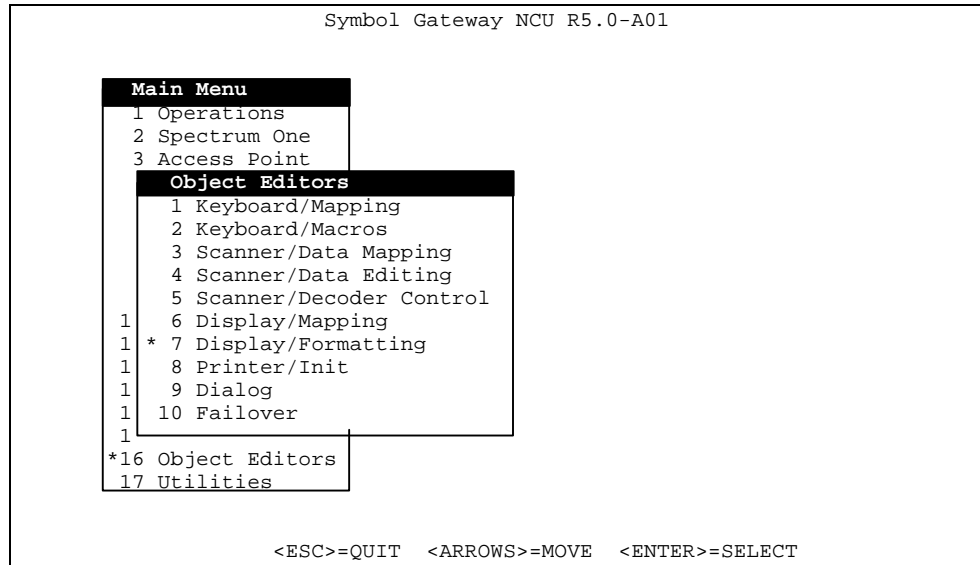 Symbol Gateway NCU R5.0-A01
Main Menu
1 Operations
2 Spectrum One
3 Access Point
Object Editors
1 Keyboard/Mapping
2 Keyboard/Macros
3 Scanner/Data Mapping
4 Scanner/Data Editing
5 Scanner/Decoder Control
1 6 Display/Mapping
1 * 7 Display/Formatting
1 8 Printer/Init
1 9 Dialog
1 10 Failover
1
*16 Object Editors
17 Utilities
<ESC>=QUIT <ARROWS>=MOVE <ENTER>=SELECT